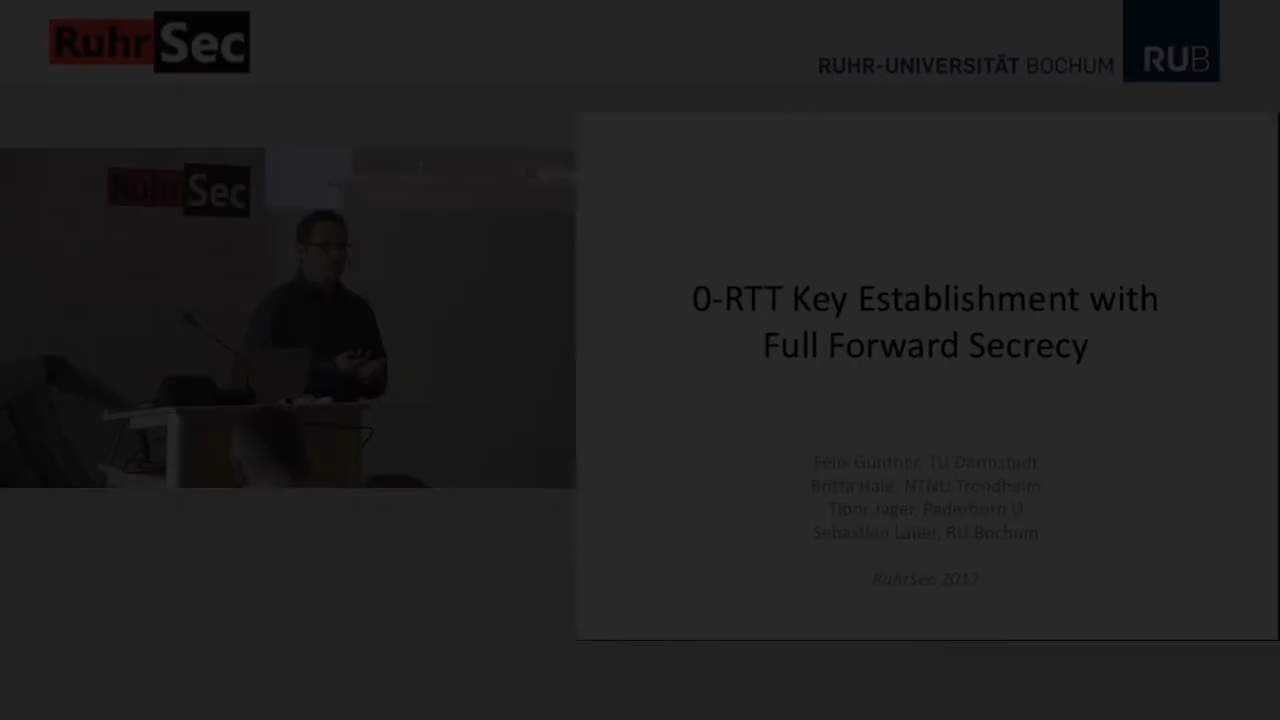 RuhrSec
RUHR-UNIVERSITÄT BOCHUM
RUB
RuhrSec
0-RTT Key Establishment with
Full Forward Secrecy
Felix Günther, TU Darmstadt
Britta Hale, NTNU Trondheim
Tibor Jager, Paderborn U
Sebastian Lauer, RU Bochum
RuhrSec 2017